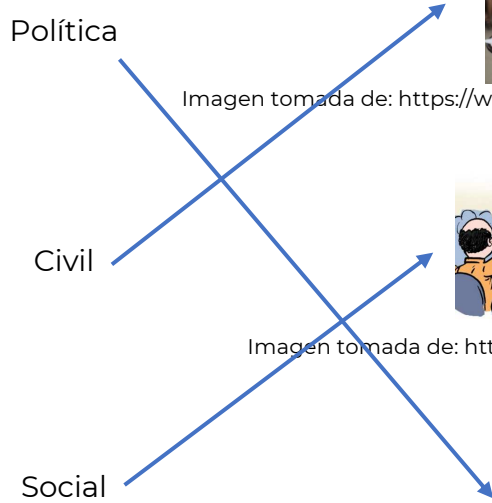 Política
Imagen tomada de: https://w
Civil
Imagen tomada de: htt
Social